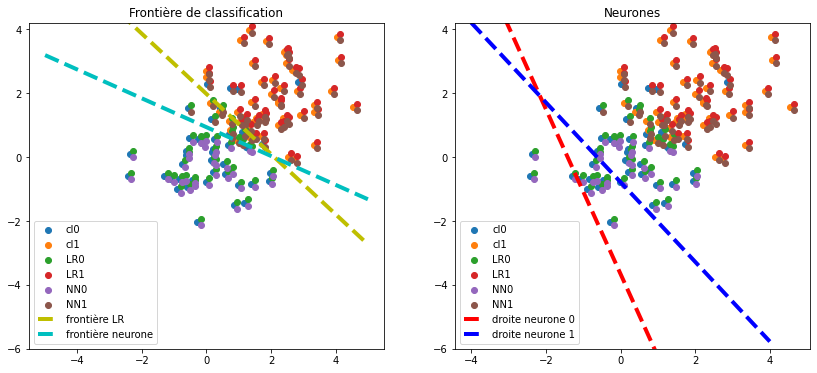 Frontière de classification
4
2
0
−2
−4
−6
cl0
cl1
LR0
LR1
NN0
NN1
frontière LR
frontière neurone
−4
−2
0
2
4
Neurones
4
2
0
−2
−4
−6
cl0
cl1
LR0
LR1
NN0
NN1
droite neurone 0
droite neurone 1
−4
−2
0
2
4